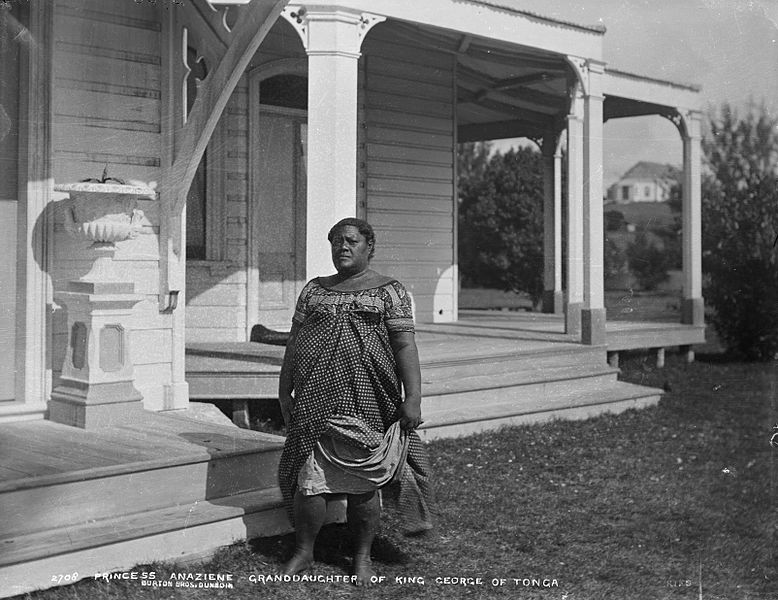 2708 PRINCESS ANAZIENE GRANDDAUGHTER OF KING GEORGE OF TONGA
BURTON BROS. DUNEDIN